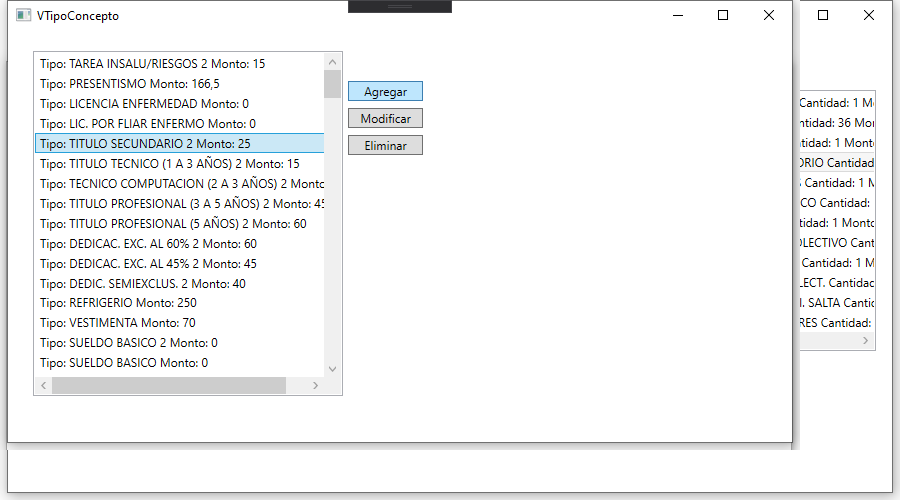 VTipoConcepto
Tipo: TAREA INSALU/RIESGOS 2 Monto: 15
Tipo: PRESENTISMO Monto: 166,5
Tipo: LICENCIA ENFERMEDAD Monto: 0
Tipo: LIC. POR FLIAR ENFERMO Monto: 0
Tipo: TITULO SECUNDARIO 2 Monto: 25
Tipo: TITULO TECNICO (1 A 3 AÑOS) 2 Monto: 15
Tipo: TECNICO COMPUTACION (2 A 3 AÑOS) 2 Monto
Tipo: TITULO PROFESIONAL (3 A 5 AÑOS) 2 Monto: 45
Tipo: TITULO PROFESIONAL (5 AÑOS) 2 Monto: 60
Tipo: DEDICAC. EXC. AL 60% 2 Monto: 60
Tipo: DEDICAC. EXC. AL 45% 2 Monto: 45
Tipo: DEDIC. SEMIEXCLUS. 2 Monto: 40
Tipo: REFRIGERIO Monto: 250
Tipo: VESTIMENTA Monto: 70
Tipo: SUELDO BASICO 2 Monto: 0
Tipo: SUELDO BASICO Monto: 0
Agregar
Modificar
Eliminar
Cantidad: 1 M
ntidad: 36 Mon
ntidad: 1 Mont
ORIO Cantidad
S Cantidad: 1 M
CO Cantidad:
tidad: 1 Monto
OLECTIVO Cant
Cantidad: 1 M
LECT. Cantidad
I. SALTA Cantid
RES Cantidad: